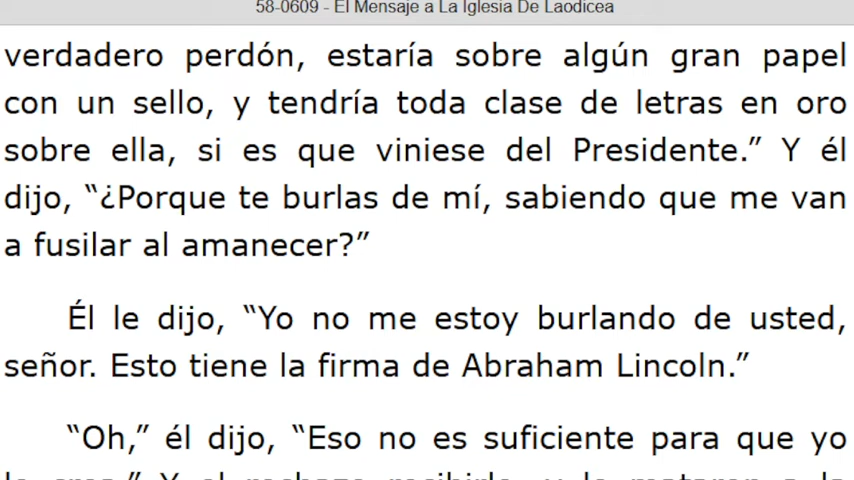 58-0609 - El Mensaje a La Iglesia De Laodicea
verdadero perdón, estaría sobre algún gran papel
con un sello, y tendría toda clase de letras en oro
sobre ella, si es que viniese del Presidente.” Y él
dijo, “¿Porque te burlas de mí, sabiendo que me van
a fusilar al amanecer?”
Él le dijo, “Yo no me estoy burlando de usted,
señor. Esto tiene la firma de Abraham Lincoln.”
“Oh,” él dijo, “Eso no es suficiente para que yo